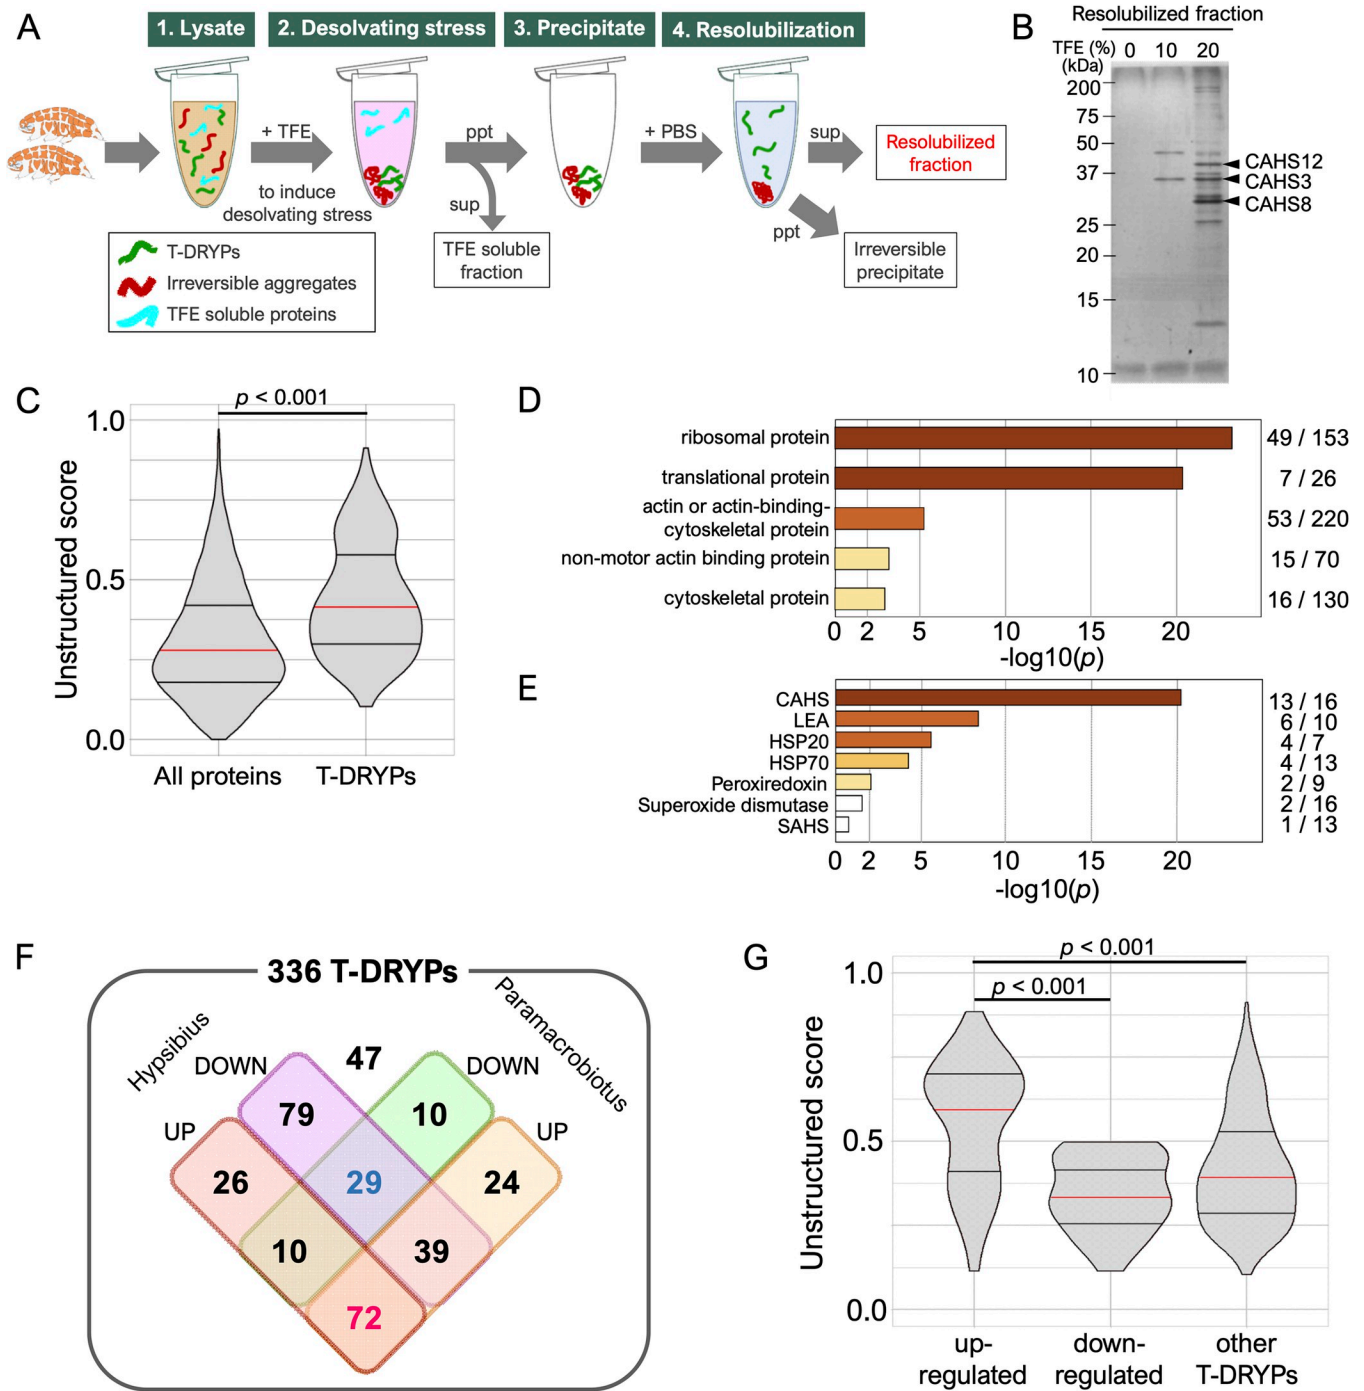 A
1. Lysate
2. Desolvating stress
3. Precipitate
4. Resolubilization
+ TFE
to induce
desolvating stress
ppt
sup
TFE soluble
fraction
+ PBS
sup
Resolubilized
fraction
ppt
Irreversible
precipitate
T-DRYPs
Irreversible aggregates
TFE soluble proteins
B
Resolubilized fraction
TFE (%) 0 10 20
(kDa)
200
75
50
37
25
20
15
10
CAHS12
CAHS3
CAHS8
C
p < 0.001
Unstructured score
1.0
0.5
0.0
All proteins T-DRYPs
D
ribosomal protein 49 / 153
translational protein 7 / 26
actin or actin-binding-
cytoskeletal protein 53 / 220
non-motor actin binding protein 15 / 70
cytoskeletal protein 16 / 130
0 2 5 10 15 20
-log10(p)
E
CAHS 13 / 16
LEA 6 / 10
HSP20 4 / 7
HSP70 4 / 13
Peroxiredoxin 2 / 9
Superoxide dismutase 2 / 16
SAHS 1 / 13
0 2 5 10 15 20
-log10(p)
F
336 T-DRYPs
Hypsibius
Paramacrobiotus
DOWN 47 DOWN
79 10
UP UP
26 29 24
10 39
72
G
p < 0.001
p < 0.001
Unstructured score
1.0
0.5
0.0
up-
regulated
down-
regulated
other
T-DRYPs